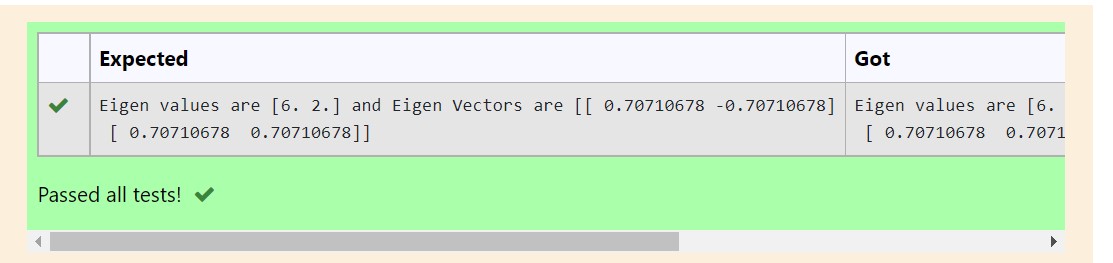 Expected Got
Eigen values are [6. 2.] and Eigen Vectors are [[ 0.70710678 -0.70710678] Eigen values are [6.
[ 0.70710678  0.70710678]] [ 0.70710678  0.7071
Passed all tests!